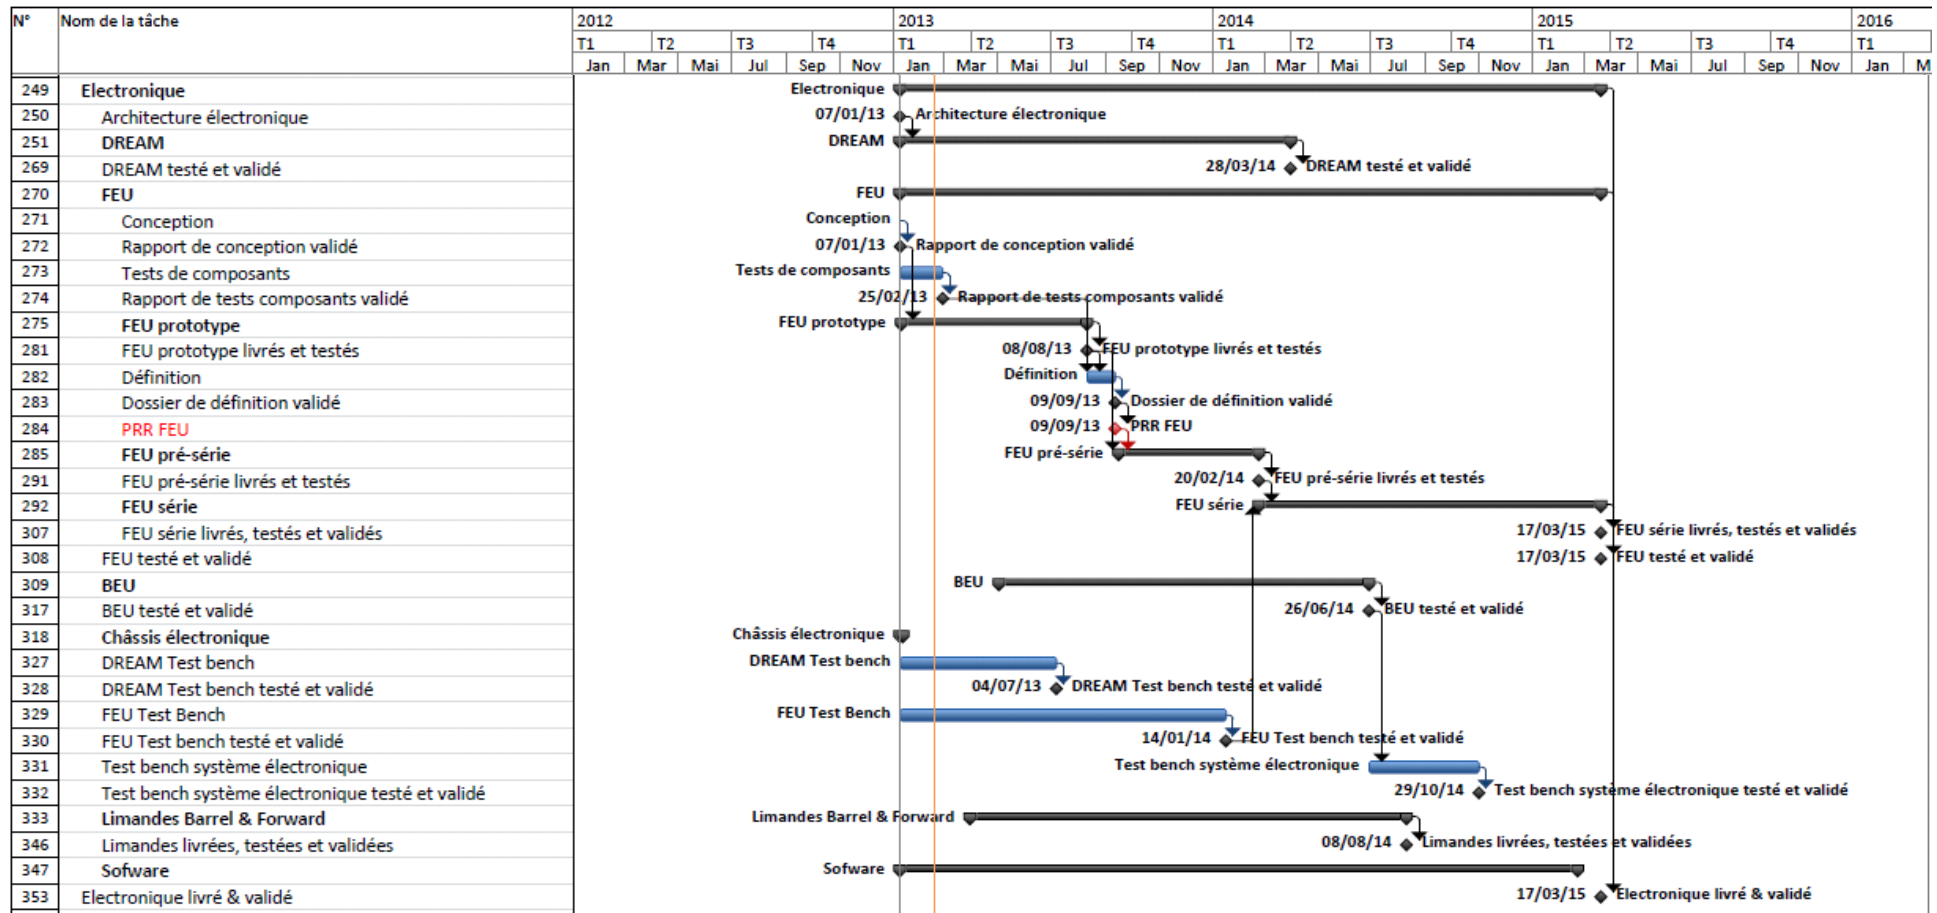 N° Nom de la tâche 2012 2013 2014 2015 2016
T1 T2 T3 T4 T1 T2 T3 T4 T1 T2 T3 T4 T1 T2 T3 T4 T1
Jan Mar Mai Jul Sep Nov Jan Mar Mai Jul Sep Nov Jan Mar Mai Jul Sep Nov Jan Mar Mai Jul Sep Nov Jan M
249 Electronique Electronique
250 Architecture électronique 07/01/13 Architecture électronique
251 DREAM DREAM
269 DREAM testé et validé 28/03/14 DREAM testé et validé
270 FEU FEU
271 Conception Conception
272 Rapport de conception validé 07/01/13 Rapport de conception validé
273 Tests de composants Tests de composants
274 Rapport de tests composants validé 25/02/13 Rapport de tests composants validé
275 FEU prototype FEU prototype
281 FEU prototype livrés et testés 08/08/13 FEU prototype livrés et testés
282 Définition Définition
283 Dossier de définition validé 09/09/13 Dossier de définition validé
284 PRR FEU 09/09/13 PRR FEU
285 FEU pré-série FEU pré-série
291 FEU pré-série livrés et testés 20/02/14 FEU pré-série livrés et testés
292 FEU série FEU série
307 FEU série livrés, testés et validés 17/03/15 FEU série livrés, testés et validés
308 FEU testé et validé 17/03/15 FEU testé et validé
309 BEU BEU
317 BEU testé et validé 26/06/14 BEU testé et validé
318 Châssis électronique Châssis électronique
327 DREAM Test bench DREAM Test bench
328 DREAM Test bench testé et validé 04/07/13 DREAM Test bench testé et validé
329 FEU Test Bench FEU Test Bench
330 FEU Test bench testé et validé 14/01/14 FEU Test bench testé et validé
331 Test bench système électronique Test bench système électronique
332 Test bench système électronique testé et validé 29/10/14 Test bench système électronique testé et validé
333 Limandes Barrel & Forward Limandes Barrel & Forward
346 Limandes livrées, testées et validées 08/08/14 Limandes livrées, testées et validées
347 Sofware Sofware
353 Electronique livré & validé 17/03/15 Electronique livré & validé